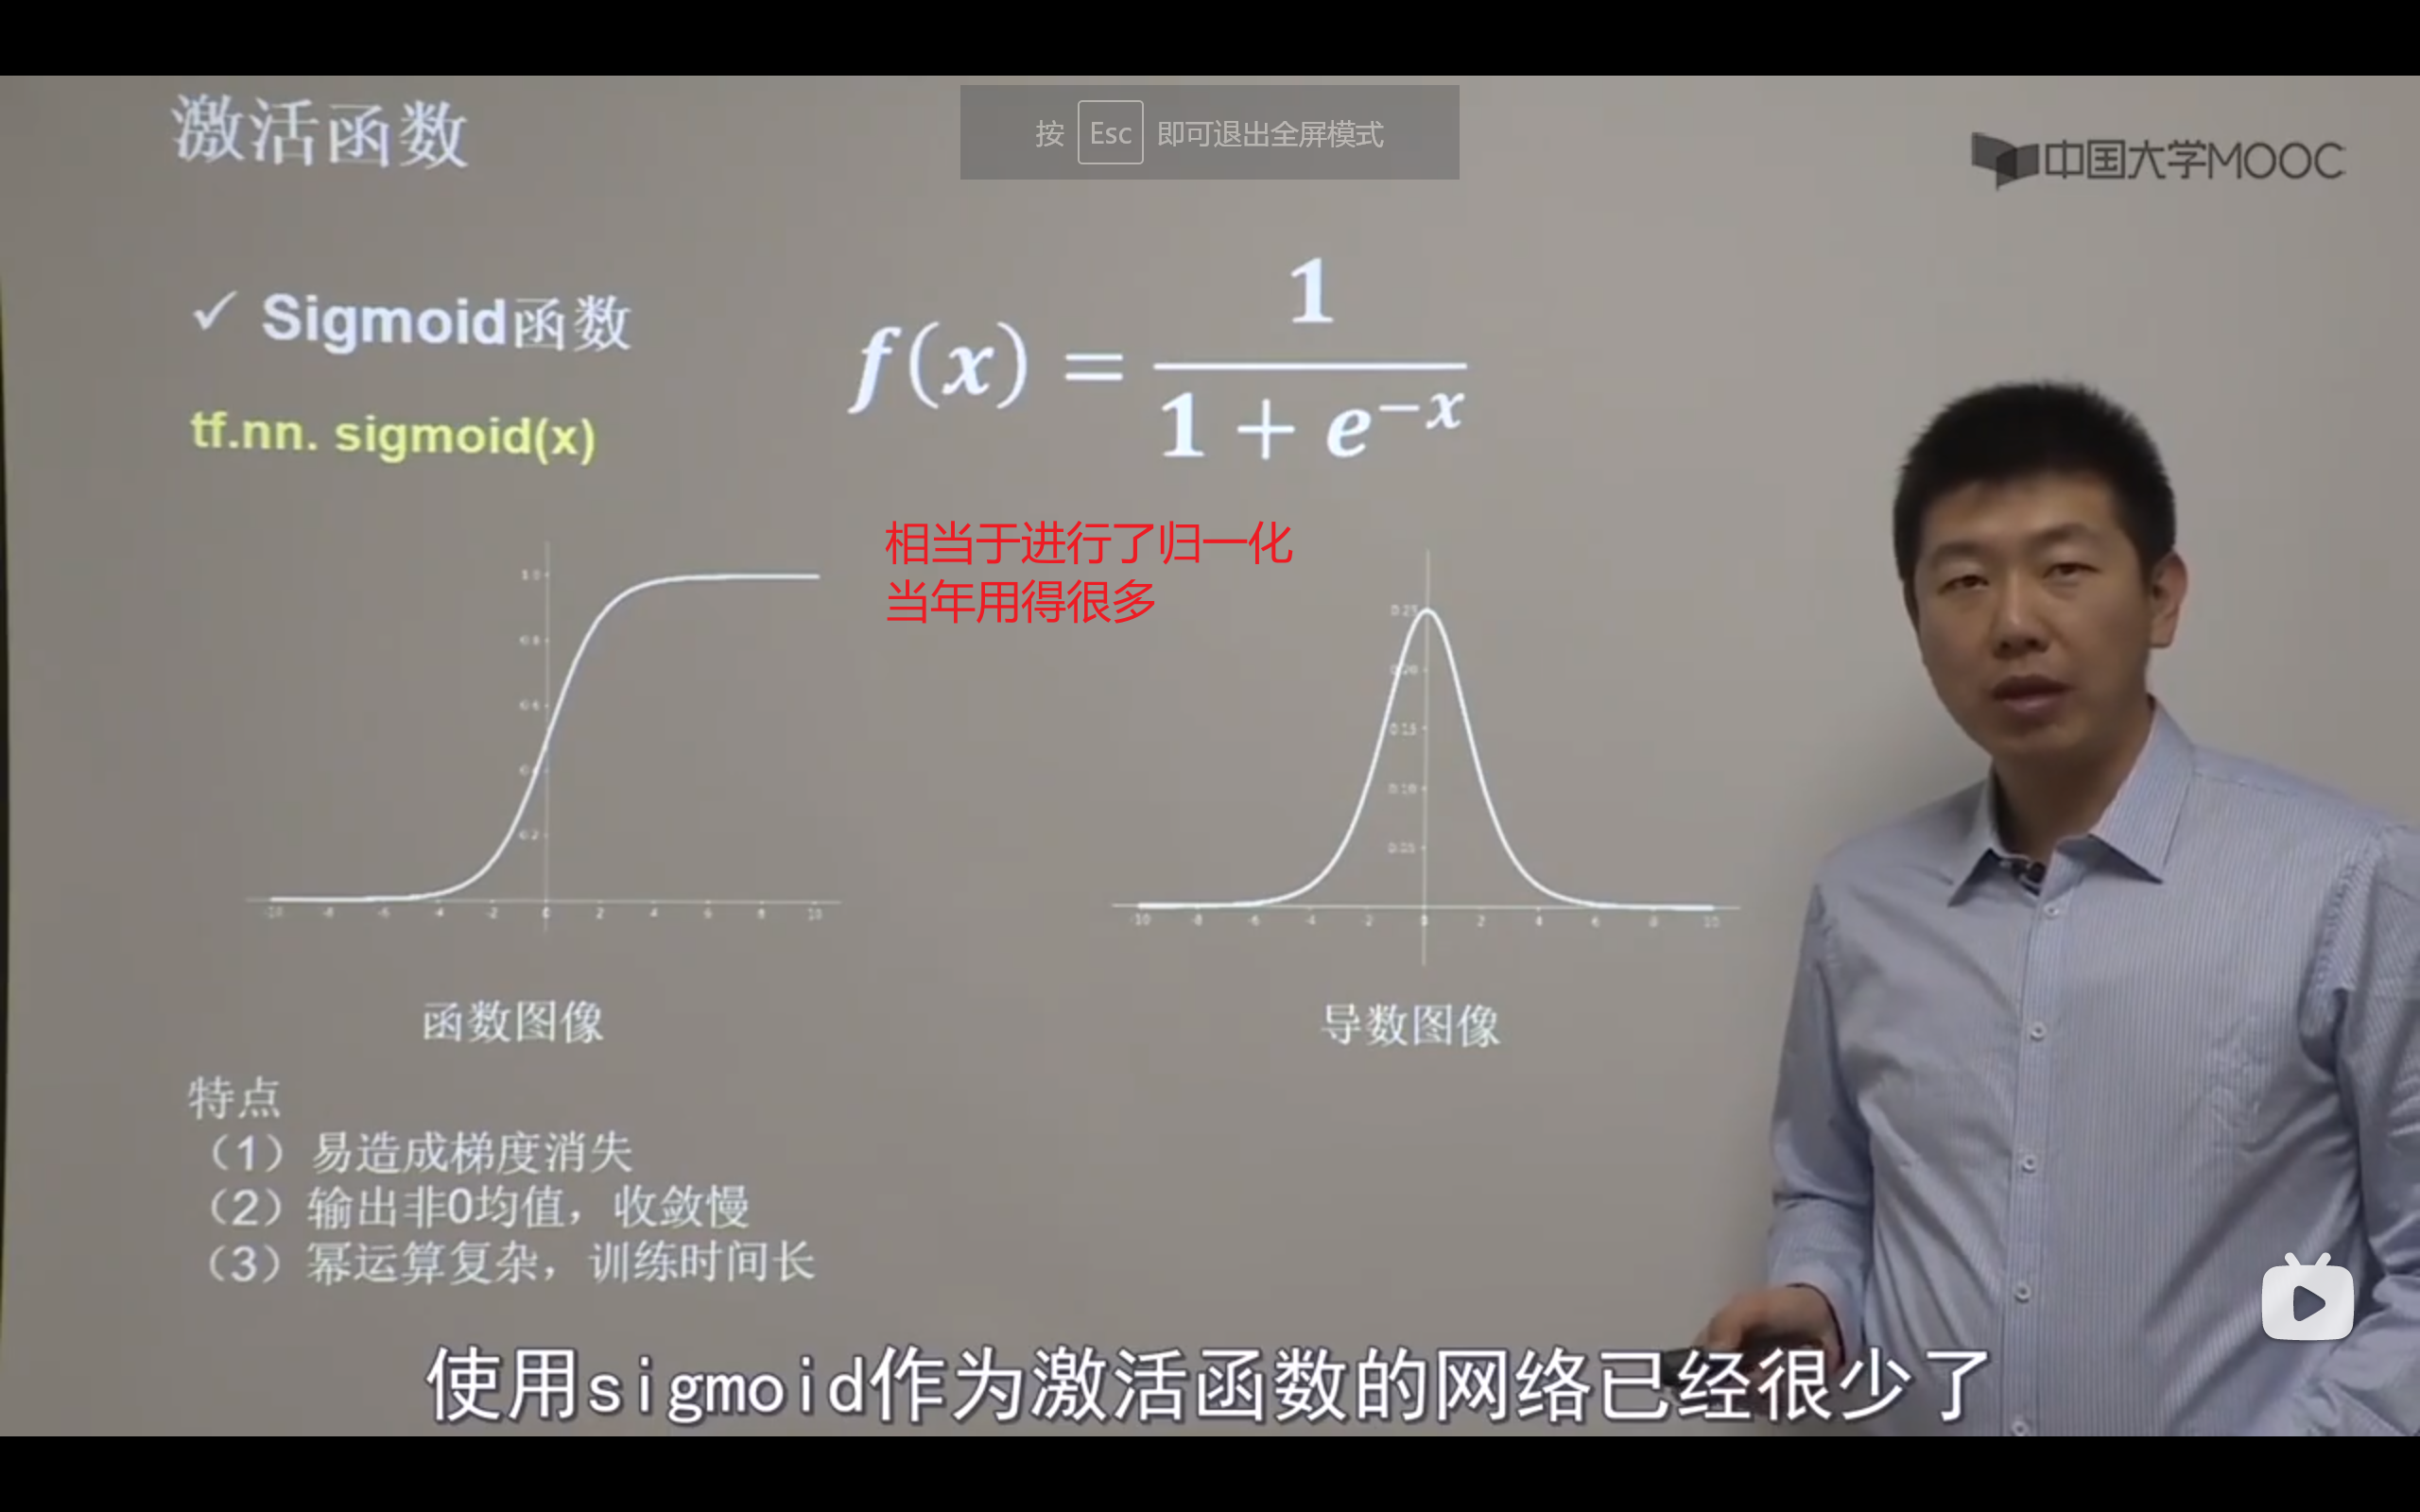 激活函数
按 Esc 即可退出全屏模式
中国大学MOOC
✓ Sigmoid函数
tf.nn. sigmoid(x)
f(x) = 1 / (1 + e^{-x})
相当于进行了归一化
当年用得很多
1.0
0.8
0.6
0.4
0.2
-10 -8 -6 -4 -2 0 2 4 6 8 10
0.25
0.20
0.15
0.10
0.05
-10 -8 -6 -4 -2 0 2 4 6 8 10
函数图像
导数图像
特点
（1）易造成梯度消失
（2）输出非0均值，收敛慢
（3）幂运算复杂，训练时间长
使用sigmoid作为激活函数的网络已经很少了